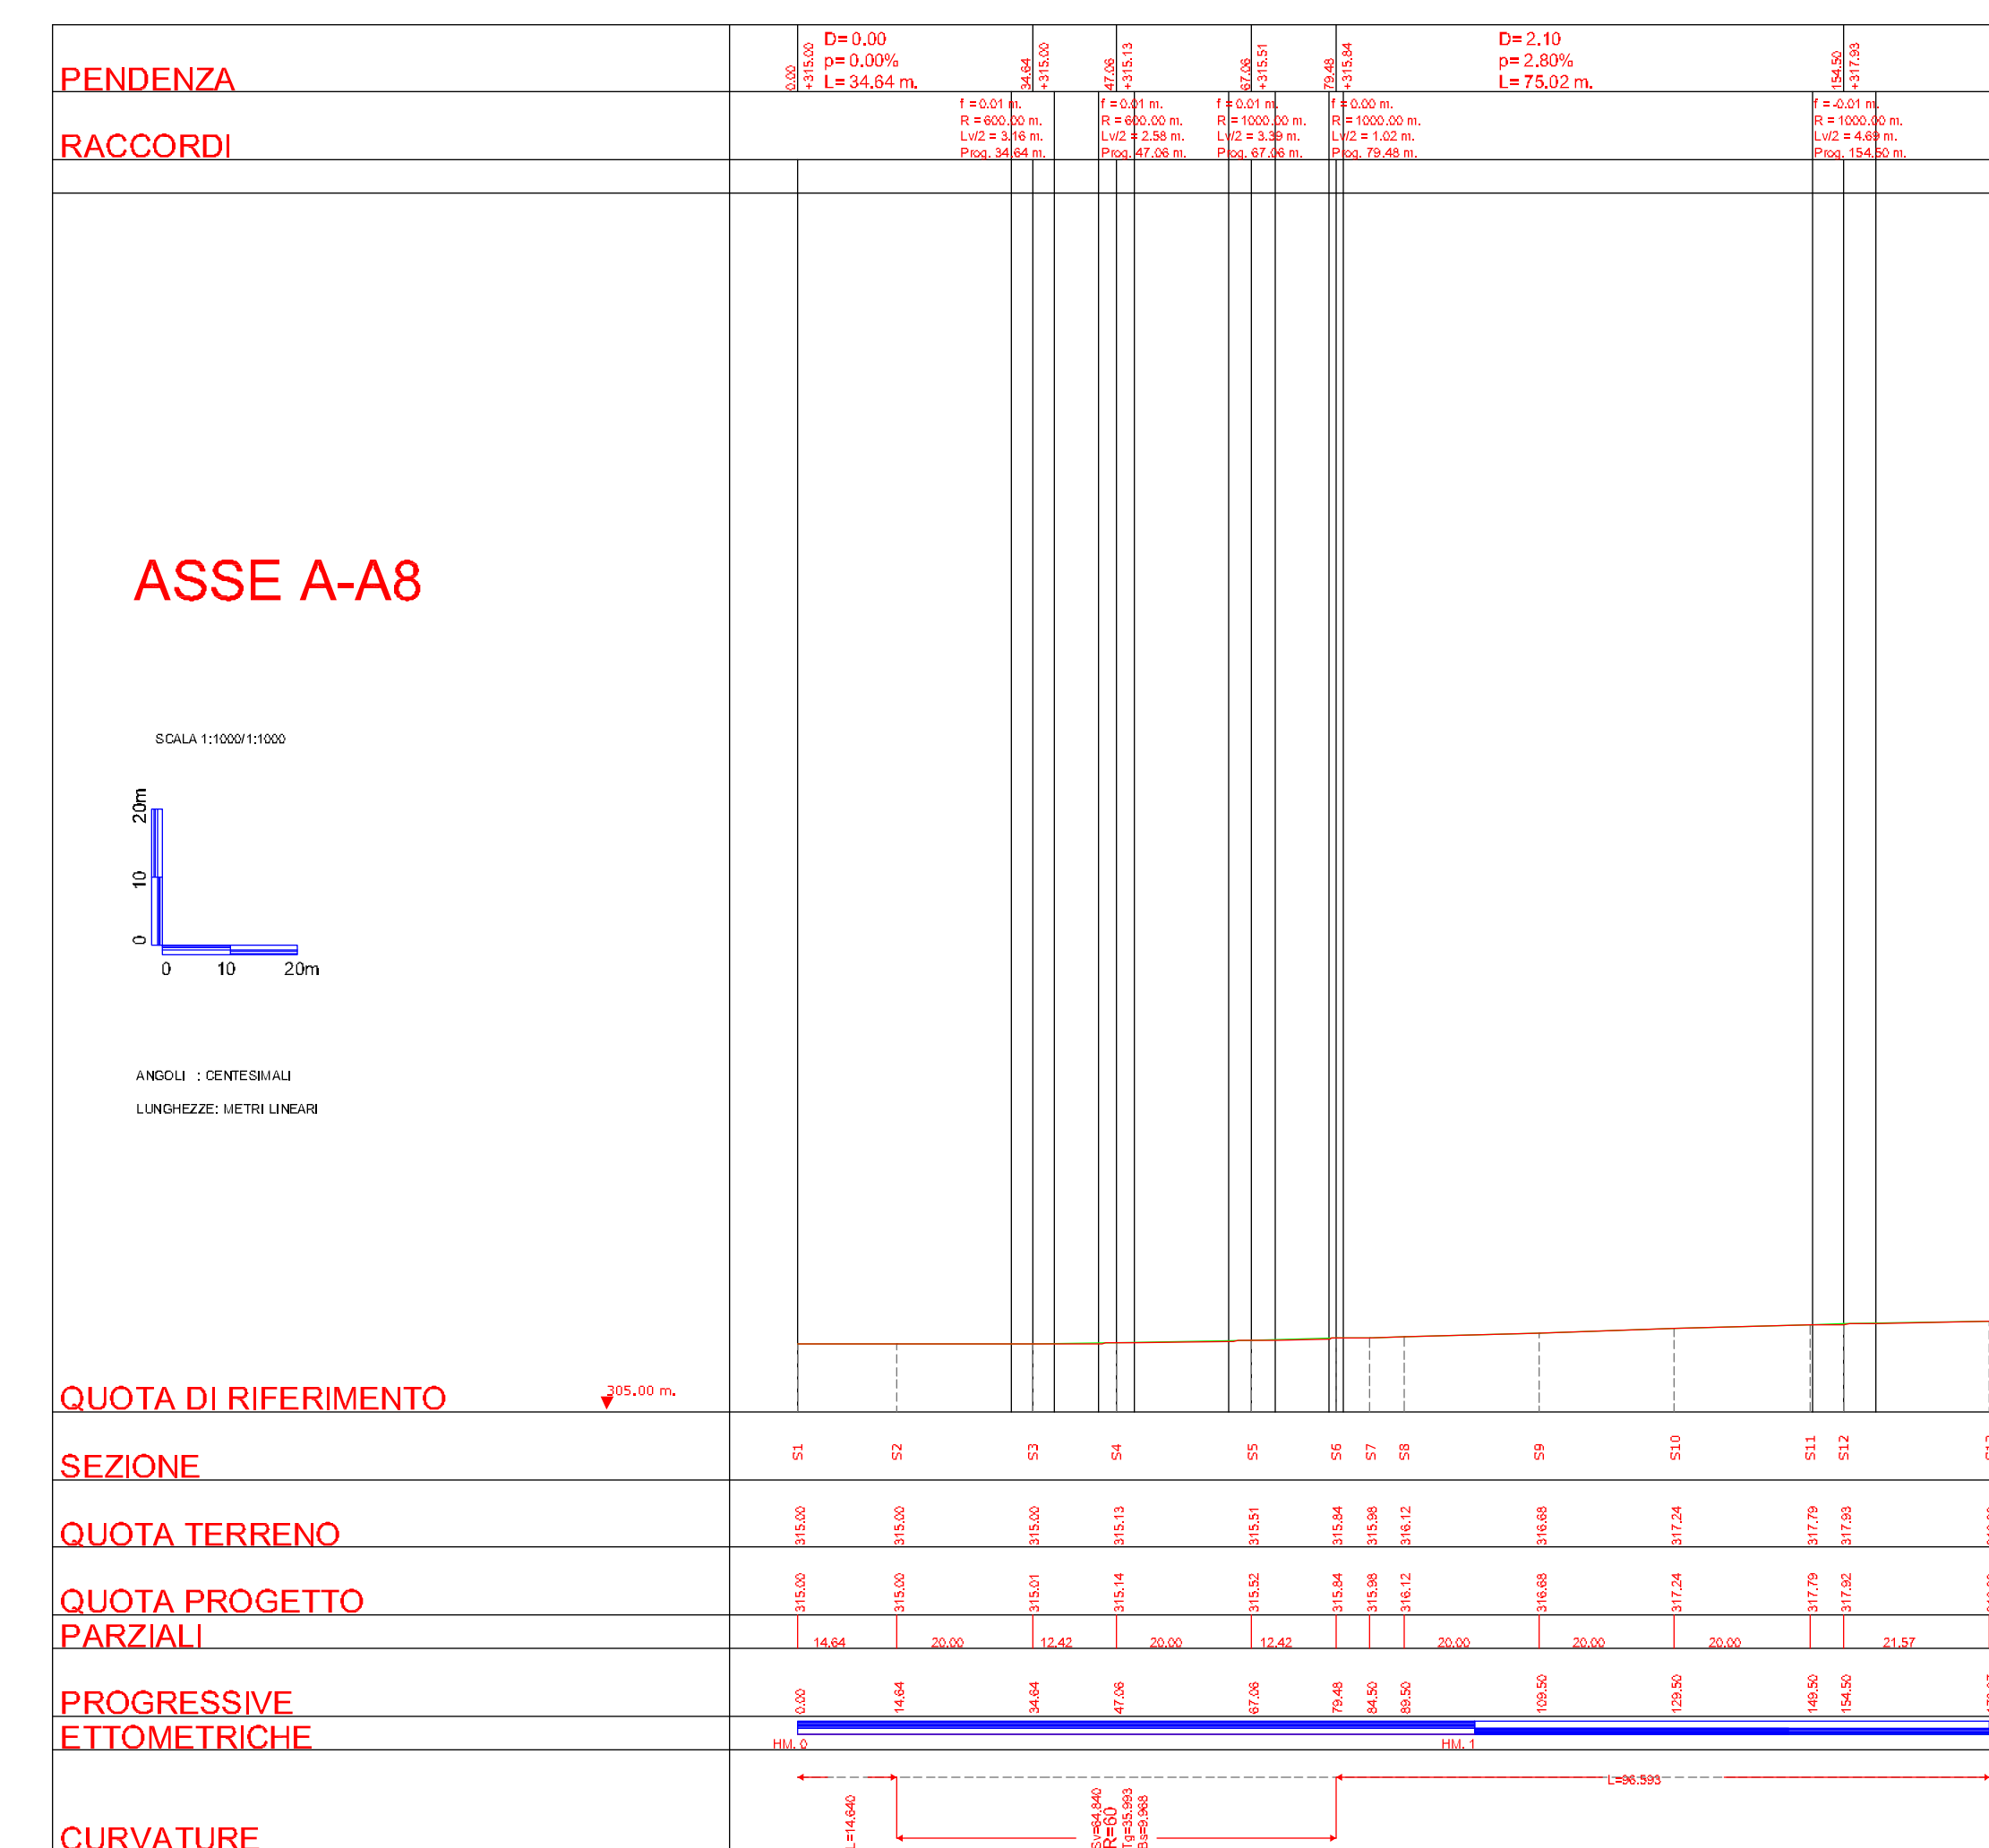 PENDENZA
0.00
+315.00
D= 0.00
p= 0.00%
L= 34.64 m.
34.64
+315.00
47.06
+315.13
67.06
+315.51
79.48
+315.84
D= 2.10
p= 2.80%
L= 75.02 m.
154.50
+317.93
RACCORDI
f = 0.01 m.
R = 600.00 m.
Lv/2 = 3.16 m.
Prog. 34.64 m.
f = 0.01 m.
R = 600.00 m.
Lv/2 = 2.58 m.
Prog. 47.06 m.
f = 0.01 m.
R = 1000.00 m.
Lv/2 = 3.39 m.
Prog. 67.06 m.
f = 0.00 m.
R = 1000.00 m.
Lv/2 = 1.02 m.
Prog. 79.48 m.
f = -0.01 m.
R = 1000.00 m.
Lv/2 = 4.69 m.
Prog. 154.50 m.
ASSE A-A8
SCALA 1:1000/1:1000
20m
10
0
0 10 20m
ANGOLI : CENTESIMALI
LUNGHEZZE: METRI LINEARI
QUOTA DI RIFERIMENTO 305.00 m.
SEZIONE S1 S2 S3 S4 S5 S6 S7 S8 S9 S10 S11 S12
QUOTA TERRENO 315.00 315.00 315.00 315.13 315.51 315.84 315.98 316.12 316.68 317.24 317.79 317.93
QUOTA PROGETTO 315.00 315.00 315.01 315.14 315.52 315.84 315.98 316.12 316.68 317.24 317.79 317.92
PARZIALI 14.64 20.00 12.42 20.00 12.42 20.00 20.00 20.00 21.57
PROGRESSIVE 0.00 14.64 34.64 47.06 67.06 79.48 84.50 89.50 109.50 129.50 149.50 154.50
ETTOMETRICHE HM. 0 HM. 1
CURVATURE
L=14.640
Sv=64.840
R=60
Tg=35.993
Bs=9.968
L=96.593